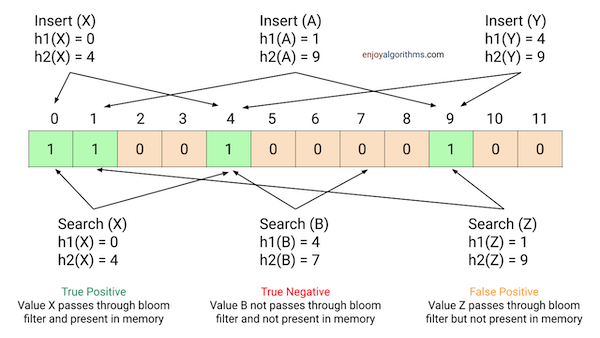 Insert (X)
h1(X) = 0
h2(X) = 4
Insert (A)
h1(A) = 1
h2(A) = 9
enjoyalgorithms.com
Insert (Y)
h1(Y) = 4
h2(Y) = 9
0 1 2 3 4 5 6 7 8 9 10 11
1 1 0 0 1 0 0 0 0 1 0 0
Search (X)
h1(X) = 0
h2(X) = 4
Search (B)
h1(B) = 4
h2(B) = 7
Search (Z)
h1(Z) = 1
h2(Z) = 9
True Positive
Value X passes through bloom
filter and present in memory
True Negative
Value B not passes through bloom
filter and not present in memory
False Positive
Value Z passes through bloom
filter but not present in memory